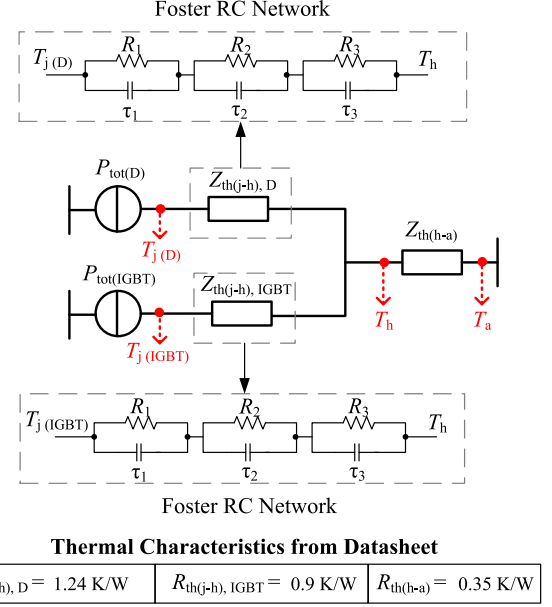 Foster RC Network
T j (D) R1 R2 R3 Th
τ1 τ2 τ3
Ptot(D) Zth(j-h), D
Tj (D) Zth(h-a)
Ptot(IGBT) Zth(j-h), IGBT
Tj (IGBT) Th Ta
Tj (IGBT) R1 R2 R3 Th
τ1 τ2 τ3
Foster RC Network
Thermal Characteristics from Datasheet
h), D = 1.24 K/W Rth(j-h), IGBT = 0.9 K/W Rth(h-a) = 0.35 K/W